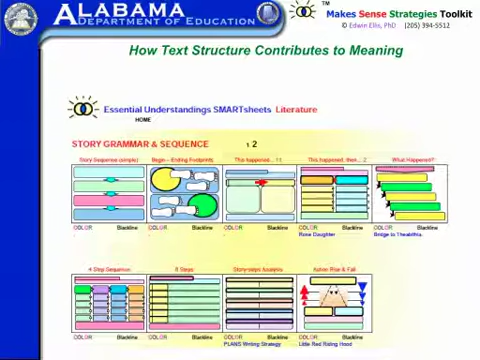 ALABAMA
DEPARTMENT OF EDUCATION
TM
Makes Sense Strategies Toolkit
© Edwin Ellis, PhD (205) 394-5512
How Text Structure Contributes to Meaning
Essential Understandings SMARTsheets Literature
HOME
STORY GRAMMAR & SEQUENCE 1 2
Story Sequence (simple) Begin – Ending Footprints This happened... 1 This happened, then... 2 What Happened?
COLOR Blackline COLOR Blackline COLOR Blackline COLOR Blackline COLOR Blackline
Rose Daughter Bridge to
4 Step Sequence 5 Steps Story-steps Analysis Action Rise & Fall
COLOR Blackline COLOR Blackline COLOR Blackline COLOR Blackline
PLANS Writing Strategy Little Red Riding Hood